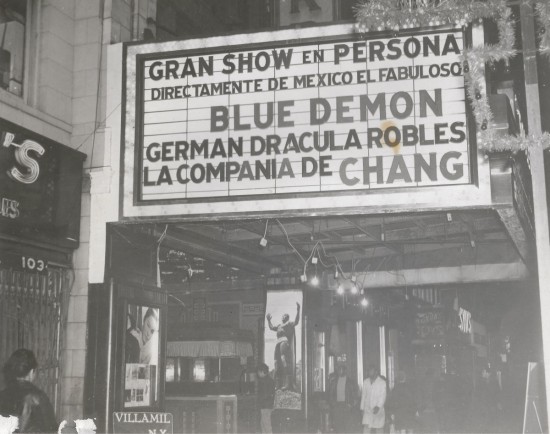 GRAN SHOW EN PERSONA
DIRECTAMENTE DE MEXICO EL FABULOSO
BLUE DEMON
GERMAN DRACULA ROBLES
LA COMPANIA DE CHANG
'S
103
VILLAMIL
N.Y.